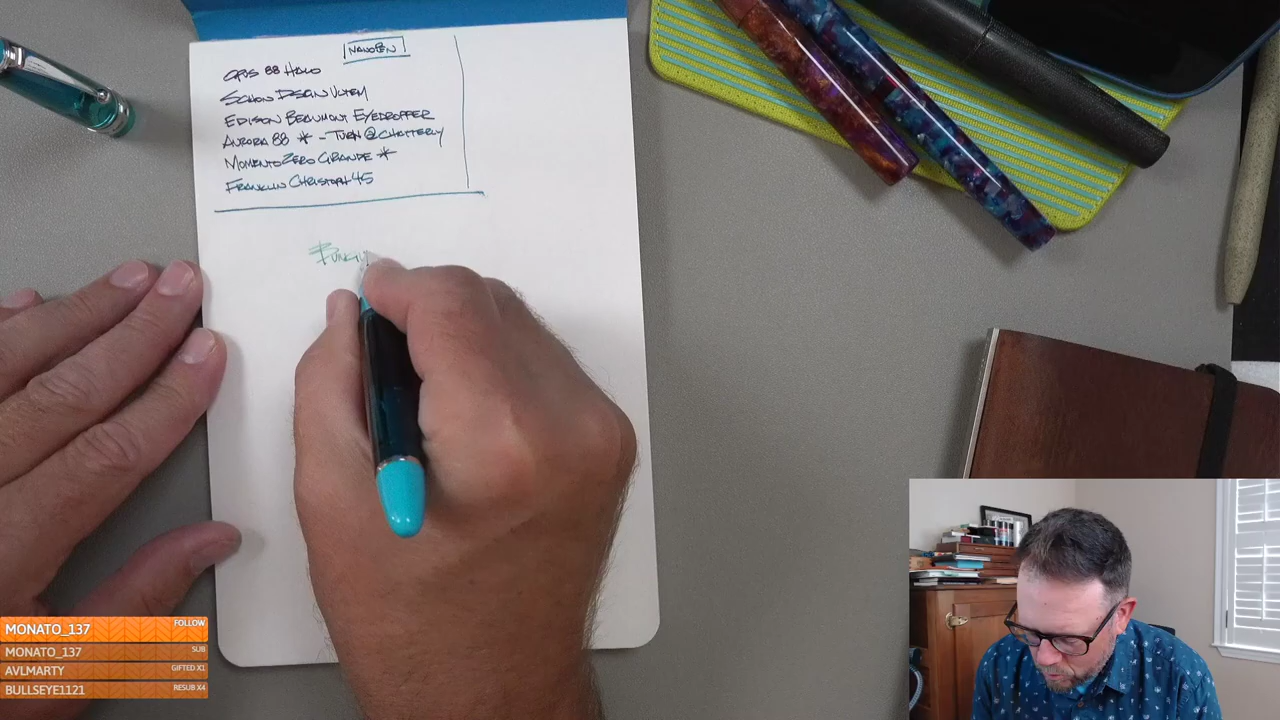 NANOPEN
OPUS 88 HALO
SCHON DSGN ULTEM
EDISON BEAUMONT EYEDROPPER
AURORA 88 * - TURN @ CHATTERLY
MOMENTO ZERO GRANDE *
FRANKLIN CHRISTOPH 45
MONATO_137 FOLLOW
MONATO_137 SUB
AVLMARTY GIFTED X1
BULLSEYE1121 RESUB X4